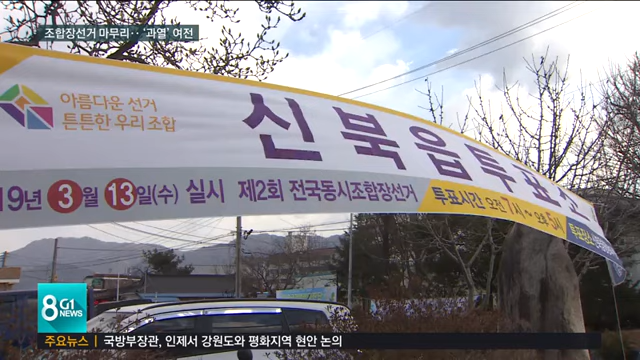 조합장선거 마무리‥ '과열' 여전
아름다운 선거
튼튼한 우리 조합
신북읍투표소
9년 3월 13일(수) 실시 제2회 전국동시조합장선거
투표시간 오전 7시~오후 5시
8 G1
NEWS
주요뉴스 국방부장관, 인제서 강원도와 평화지역 현안 논의